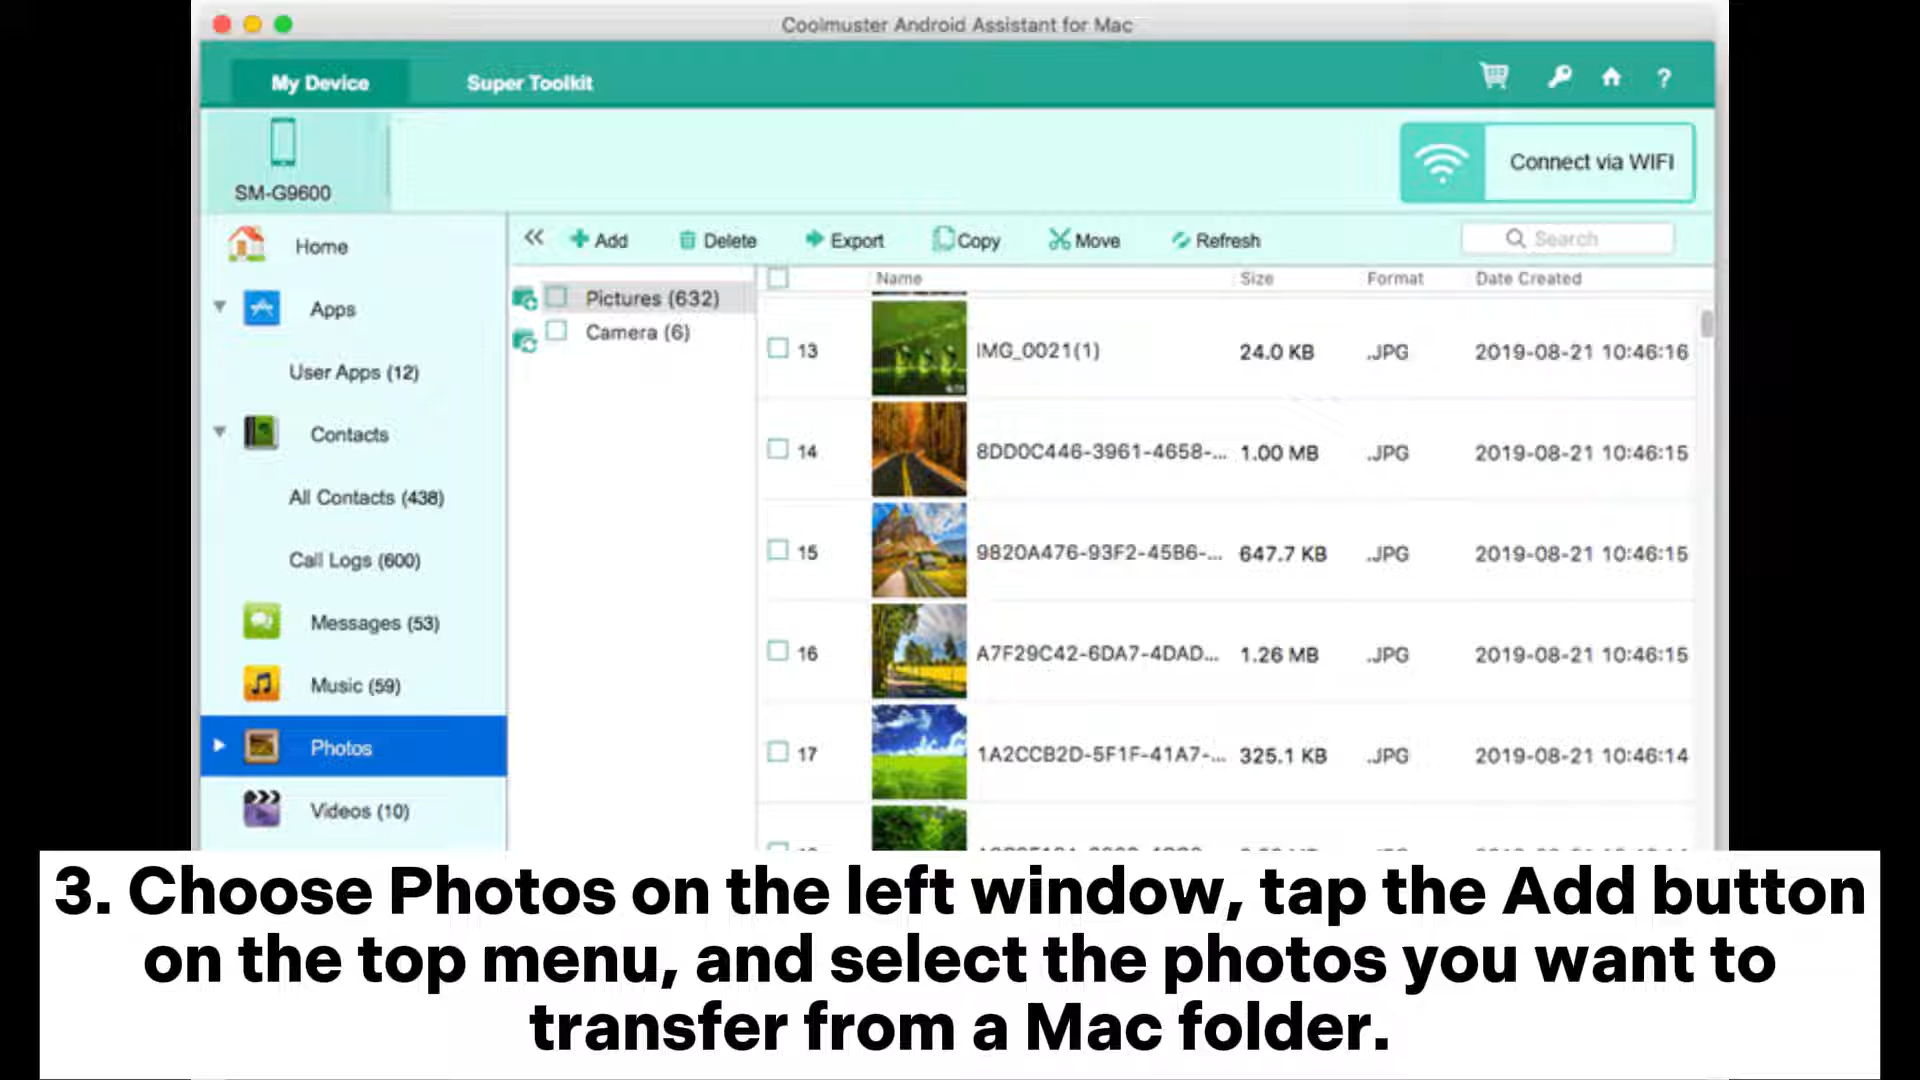 Coolmuster Android Assistant for Mac
My Device
Super Toolkit
?
SM-G9600
Connect via WIFI
Home
Apps
User Apps (12)
Contacts
All Contacts (438)
Call Logs (600)
Messages (53)
Music (59)
Photos
Videos (10)
Add
Delete
Export
Copy
Move
Refresh
Search
Pictures (632)
Camera (6)
Name Size Format Date Created
13 IMG_0021(1) 24.0 KB .JPG 2019-08-21 10:46:16
14 8DD0C446-3961-4658-... 1.00 MB .JPG 2019-08-21 10:46:15
15 9820A476-93F2-45B6-... 647.7 KB .JPG 2019-08-21 10:46:15
16 A7F29C42-6DA7-4DAD... 1.26 MB .JPG 2019-08-21 10:46:15
17 1A2CCB2D-5F1F-41A7-... 325.1 KB .JPG 2019-08-21 10:46:14
3. Choose Photos on the left window, tap the Add button
on the top menu, and select the photos you want to
transfer from a Mac folder.